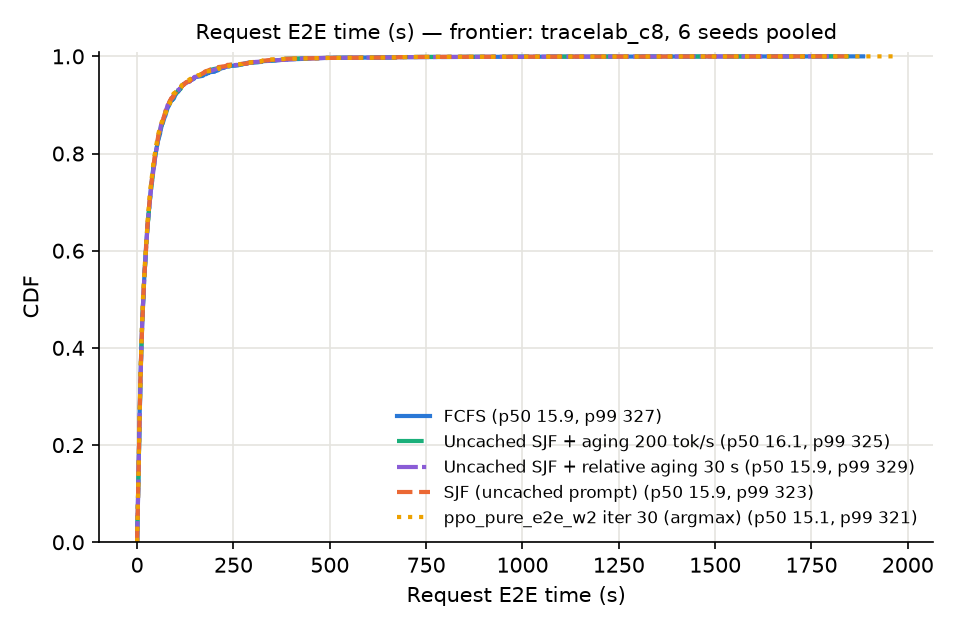 Request E2E time (s) — frontier: tracelab_c8, 6 seeds pooled
1.0
0.8
0.6
0.4
0.2
0.0
CDF
FCFS (p50 15.9, p99 327)
Uncached SJF + aging 200 tok/s (p50 16.1, p99 325)
Uncached SJF + relative aging 30 s (p50 15.9, p99 329)
SJF (uncached prompt) (p50 15.9, p99 323)
ppo_pure_e2e_w2 iter 30 (argmax) (p50 15.1, p99 321)
0 250 500 750 1000 1250 1500 1750 2000
Request E2E time (s)